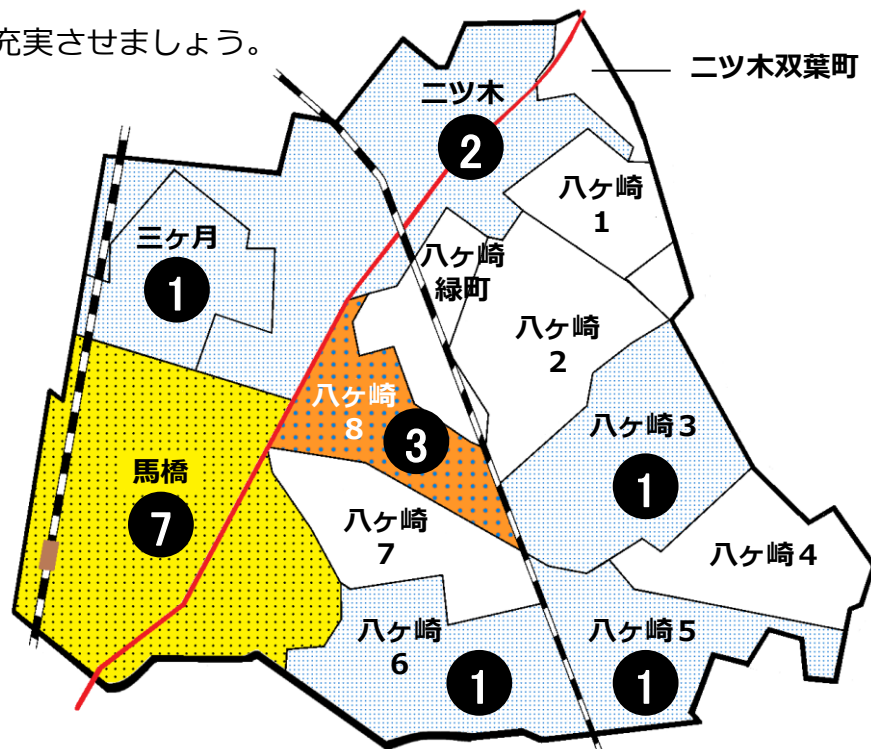 充実させましょう。
二ツ木双葉町
二ツ木
2
八ヶ崎
1
三ヶ月
1
八ヶ崎
緑町
八ヶ崎
2
八ヶ崎
8
3
八ヶ崎3
1
馬橋
7
八ヶ崎
7
八ヶ崎4
八ヶ崎
6
1
八ヶ崎5
1